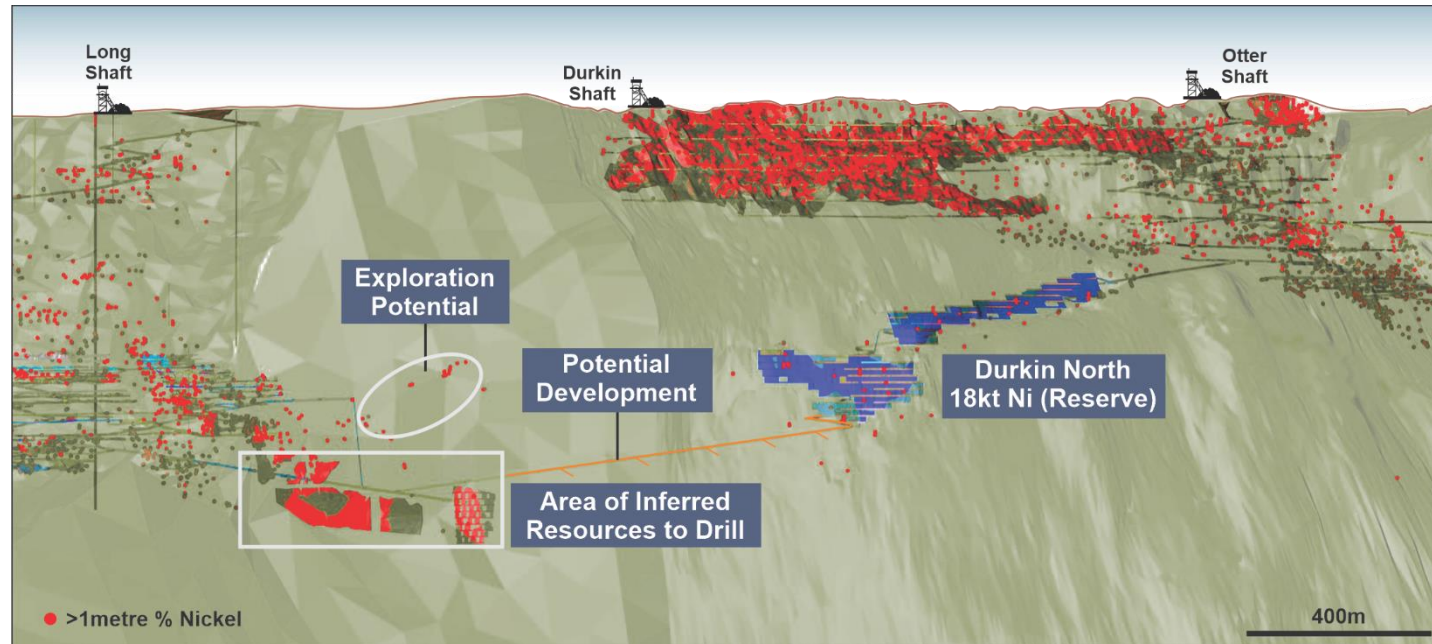 Long
Shaft
Durkin
Shaft
Otter
Shaft
Exploration
Potential
Potential
Development
Durkin North
18kt Ni (Reserve)
Area of Inferred
Resources to Drill
>1metre % Nickel
400m